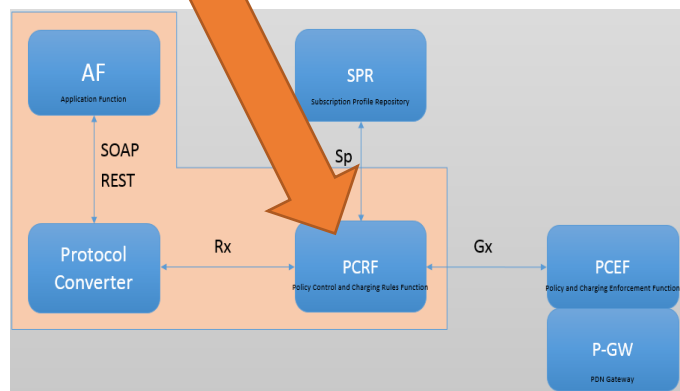 AF
Application Function
SPR
Subscription Profile Repository
SOAP
REST
Sp
Protocol
Converter
Rx
PCRF
Policy Control and Charging Rules Function
Gx
PCEF
Policy and Charging Enforcement Function
P-GW
PDN Gateway